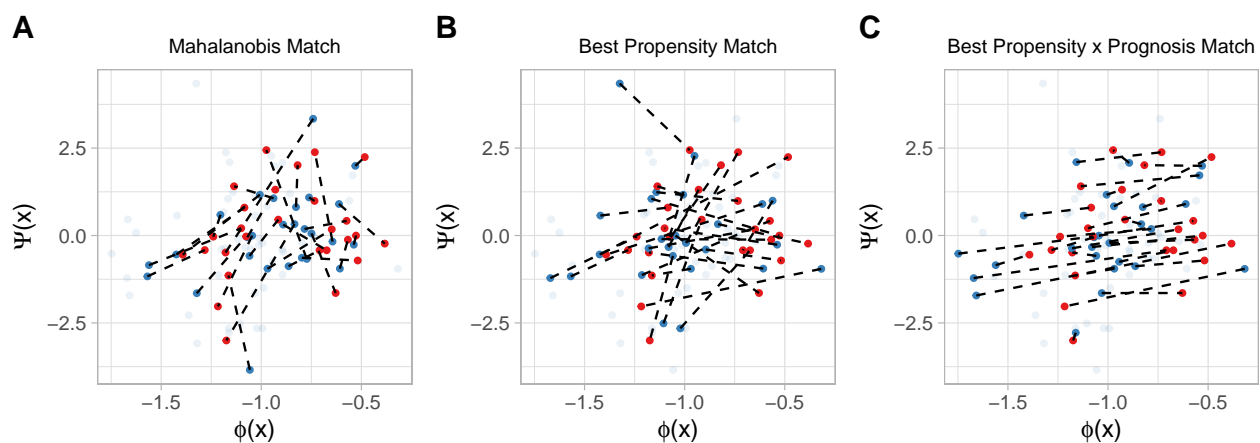 A B C
Mahalanobis Match Best Propensity Match Best Propensity x Prognosis Match
Ψ(x) Ψ(x) Ψ(x)
2.5 2.5 2.5
0.0 0.0 0.0
−2.5 −2.5 −2.5
−1.5 −1.0 −0.5 −1.5 −1.0 −0.5 −1.5 −1.0 −0.5
ϕ(x) ϕ(x) ϕ(x)